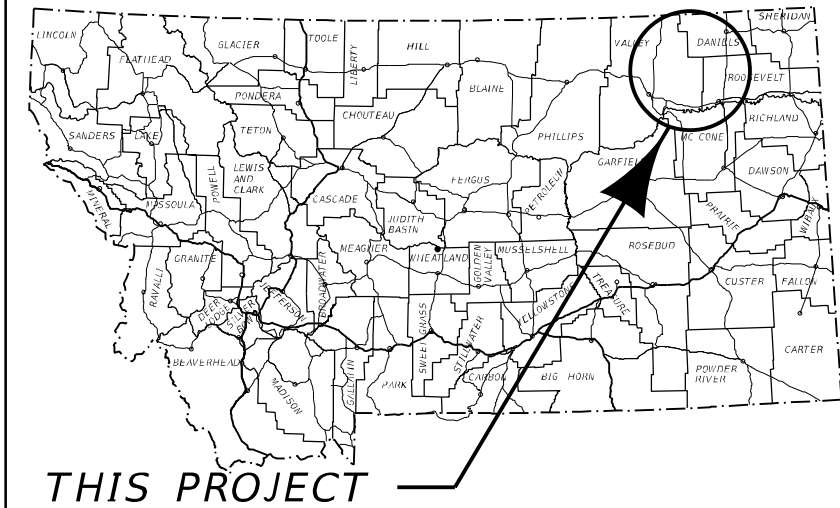 LINCOLN
FLATHEAD
GLACIER
TOOLE
LIBERTY
HILL
BLAINE
VALLEY
DANIELS
SHERIDAN
ROOSEVELT
PONDERA
CHOUTEAU
PHILLIPS
RICHLAND
SANDERS
LAKE
TETON
MC CONE
GARFIELD
DAWSON
MISSOULA
POWELL
LEWIS
AND
CLARK
CASCADE
FERGUS
PETROLEUM
PRAIRIE
WIBAUX
MINERAL
JUDITH
BASIN
MEAGHER
WHEATLAND
GOLDEN
VALLEY
MUSSELSHELL
ROSEBUD
GRANITE
RAVALLI
BROADWATER
JEFFERSON
DEER
LODGE
SILVER
BOW
CUSTER
FALLON
TREASURE
YELLOWSTONE
SWEET GRASS
STILLWATER
BEAVERHEAD
MADISON
GALLATIN
PARK
CARBON
BIG HORN
POWDER
RIVER
CARTER
THIS PROJECT